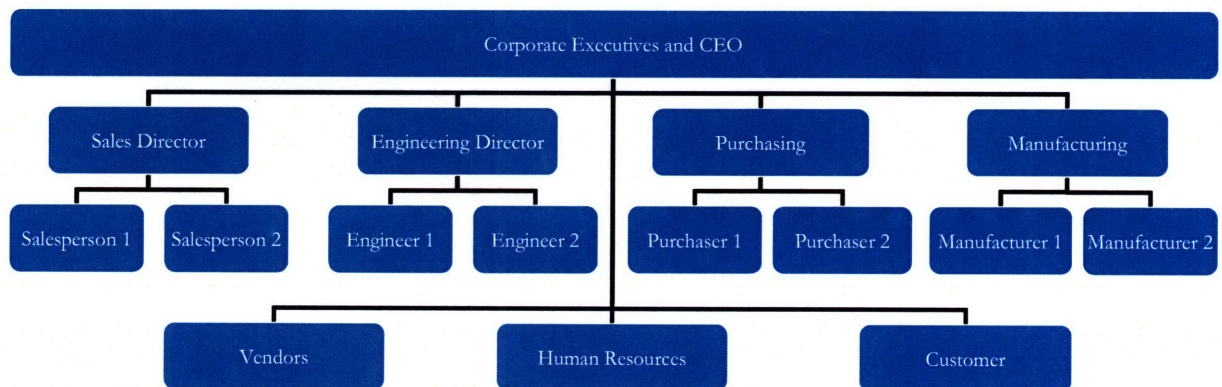 Corporate Executives and CEO
Sales Director
Engineering Director
Purchasing
Manufacturing
Salesperson 1
Salesperson 2
Engineer 1
Engineer 2
Purchaser 1
Purchaser 2
Manufacturer 1
Manufacturer 2
Vendors
Human Resources
Customer